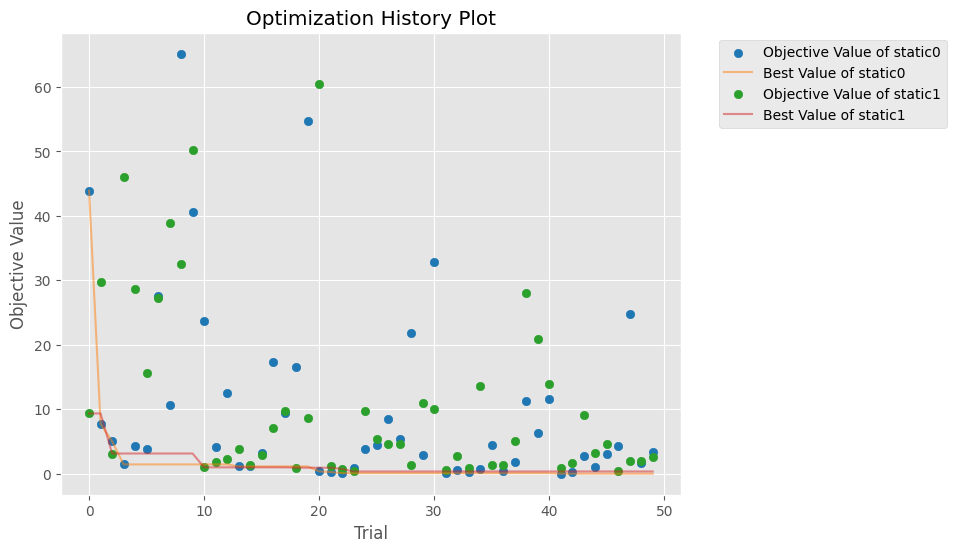 Optimization History Plot
Objective Value of static0
Best Value of static0
Objective Value of static1
Best Value of static1
Objective Value
60
50
40
30
20
10
0
0 10 20 30 40 50
Trial